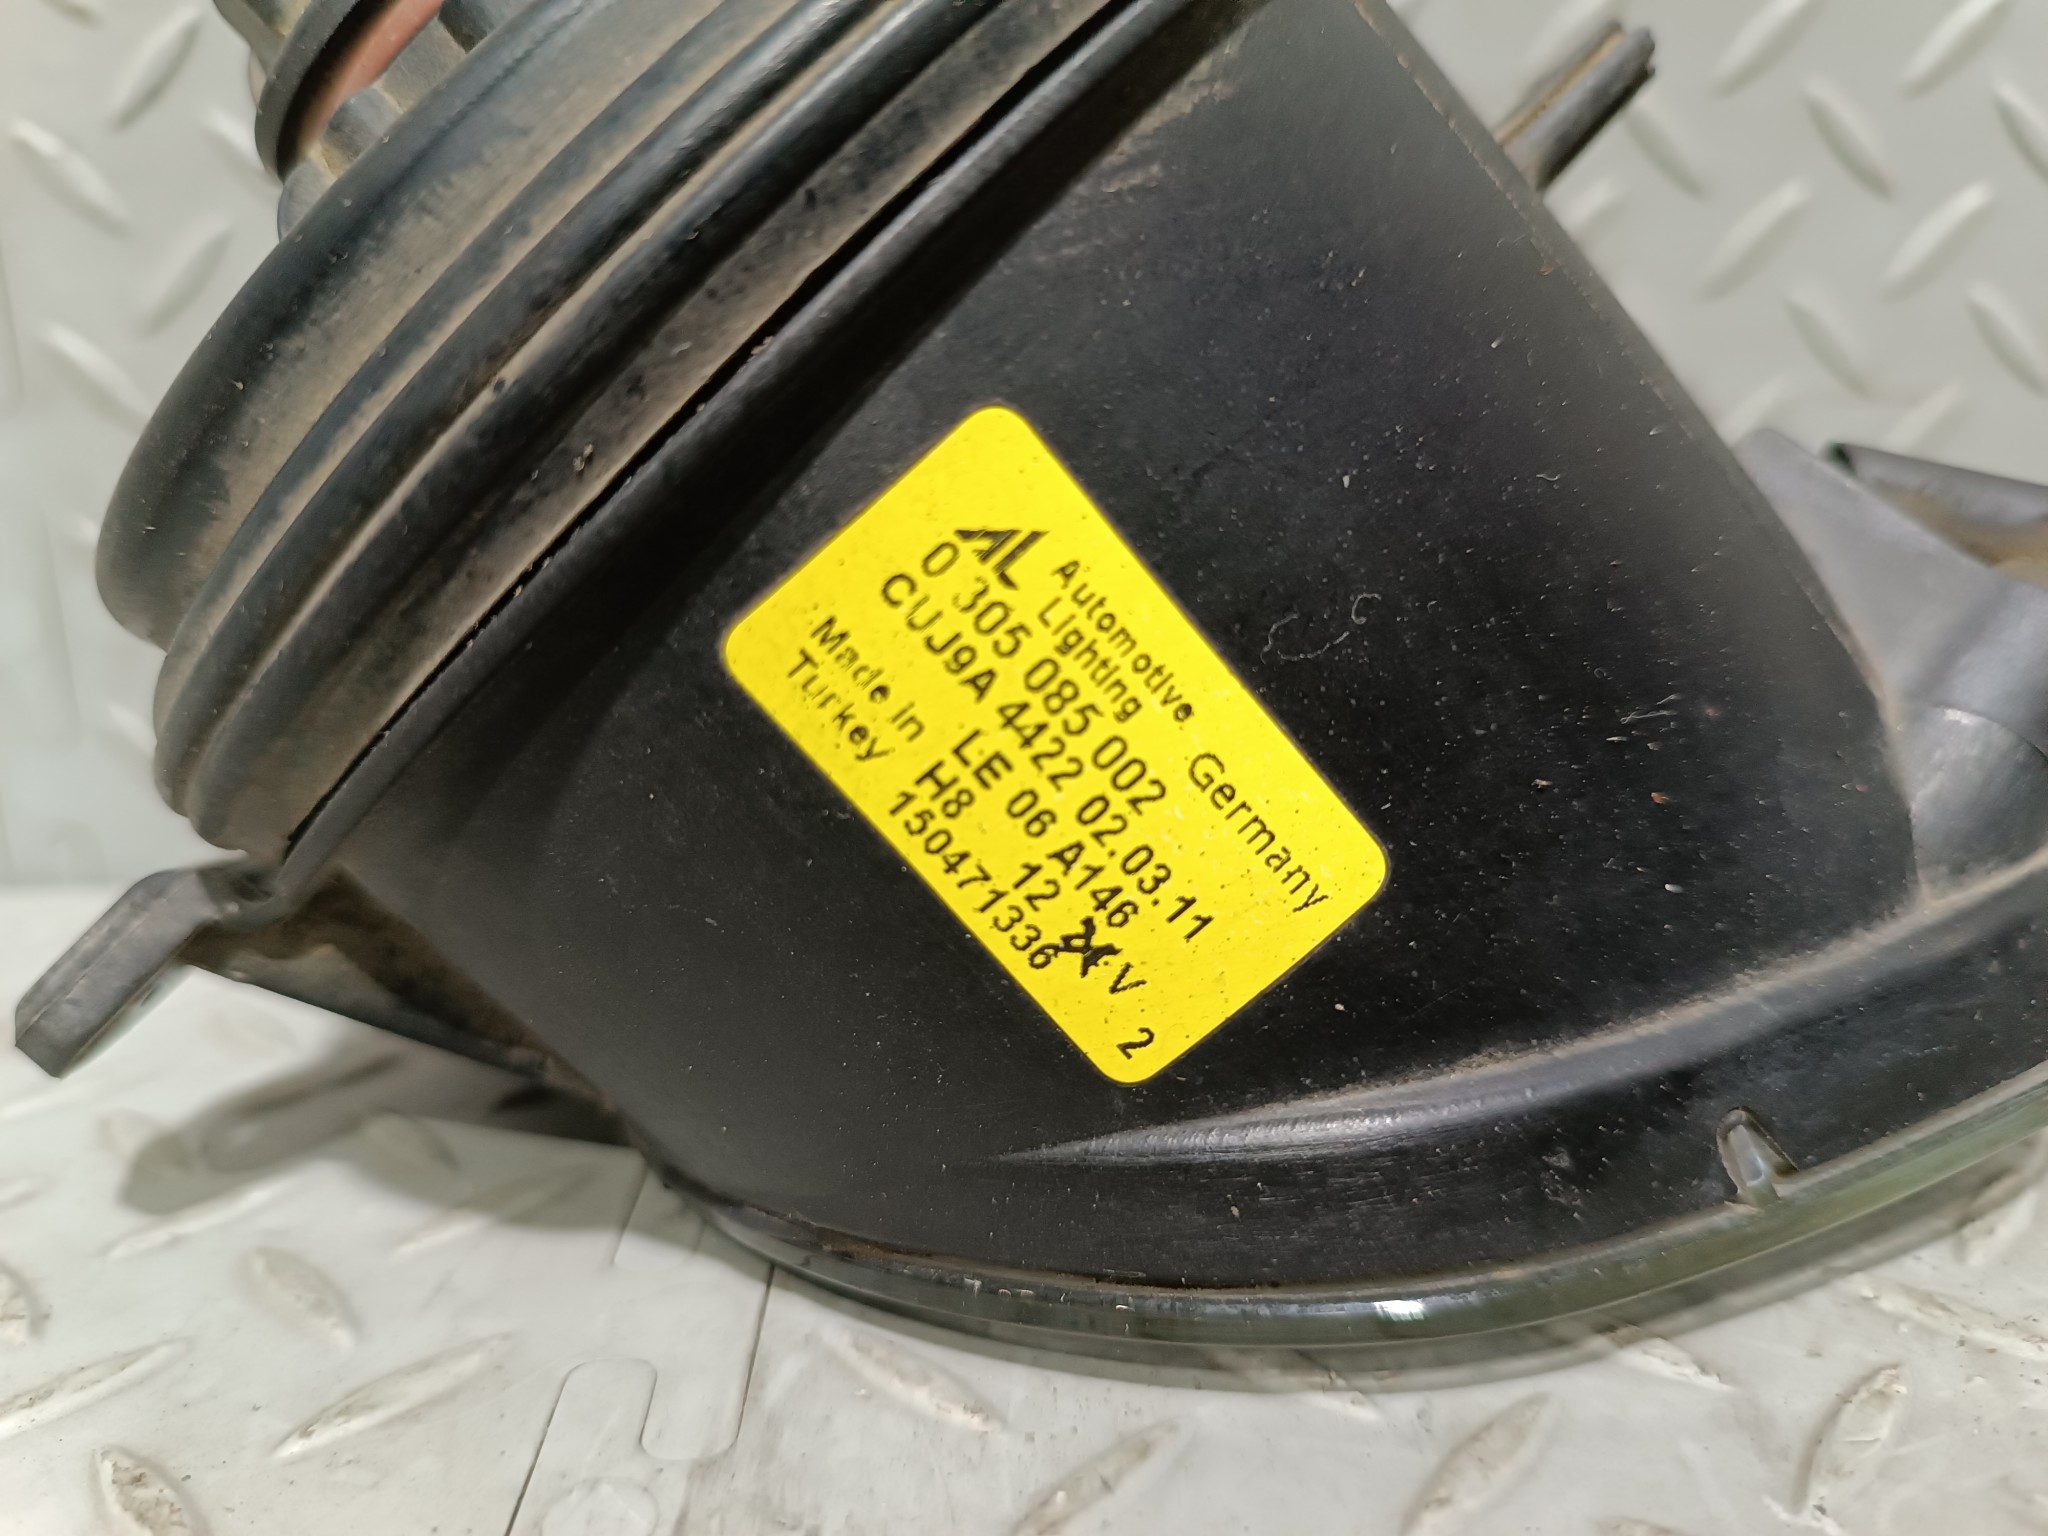 AL Automotive Germany
Lighting
0 305 085 002
CUJ9A 4422 02.03.11
LE 06 A146
Made in H8 12 V
Turkey 150471336 2